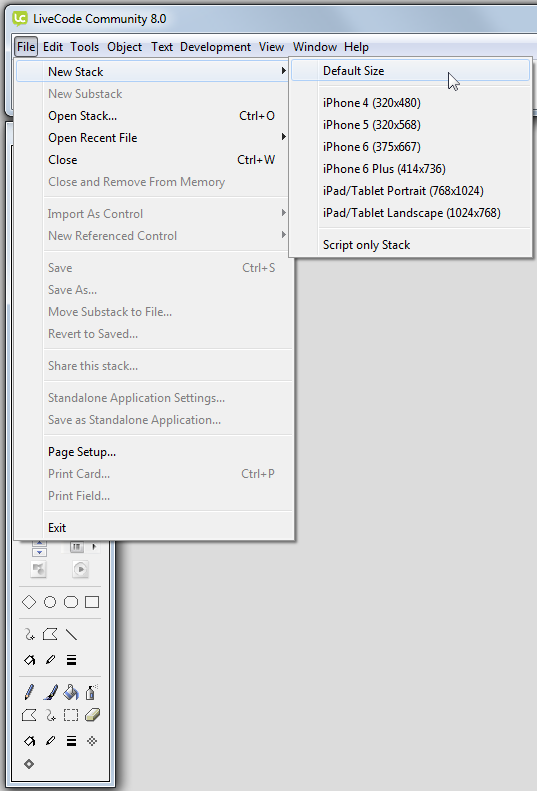 LiveCode Community 8.0
File Edit Tools Object Text Development View Window Help
New Stack
New Substack
Open Stack... Ctrl+O
Open Recent File
Close Ctrl+W
Close and Remove From Memory
Import As Control
New Referenced Control
Save Ctrl+S
Save As...
Move Substack to File...
Revert to Saved...
Share this stack...
Standalone Application Settings...
Save as Standalone Application...
Page Setup...
Print Card... Ctrl+P
Print Field...
Exit
Default Size
iPhone 4 (320x480)
iPhone 5 (320x568)
iPhone 6 (375x667)
iPhone 6 Plus (414x736)
iPad/Tablet Portrait (768x1024)
iPad/Tablet Landscape (1024x768)
Script only Stack